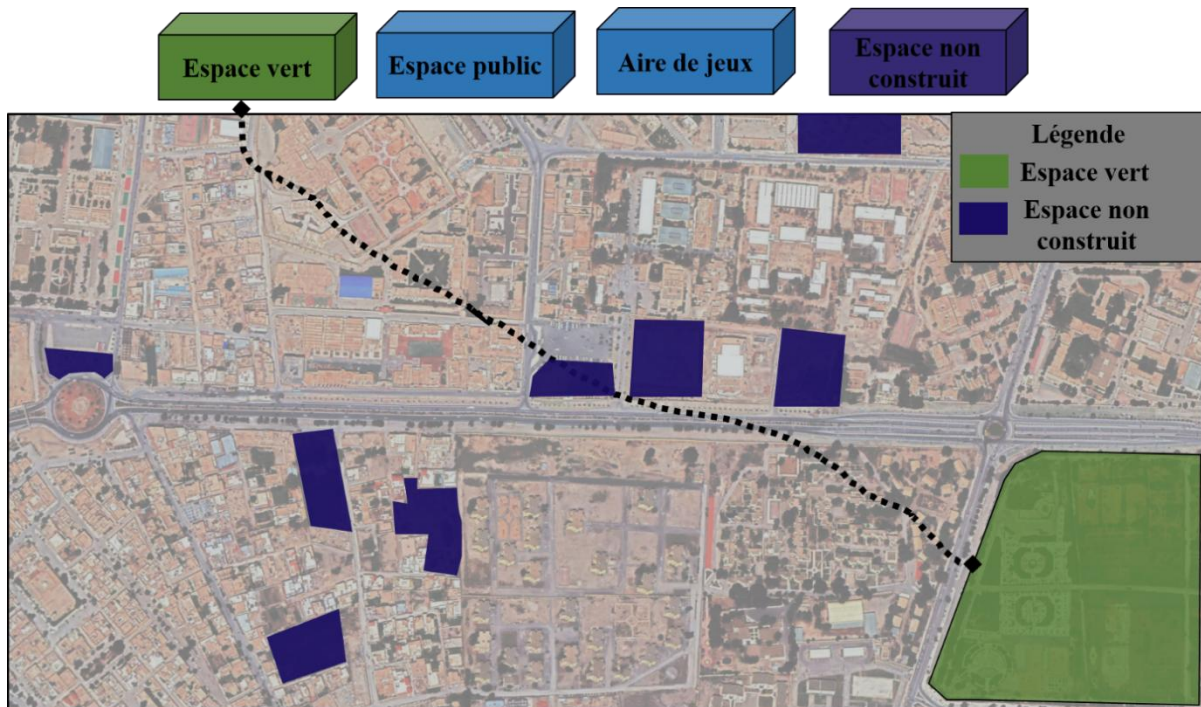 Espace vert
Espace public
Aire de jeux
Espace non
construit
Légende
Espace vert
Espace non
construit